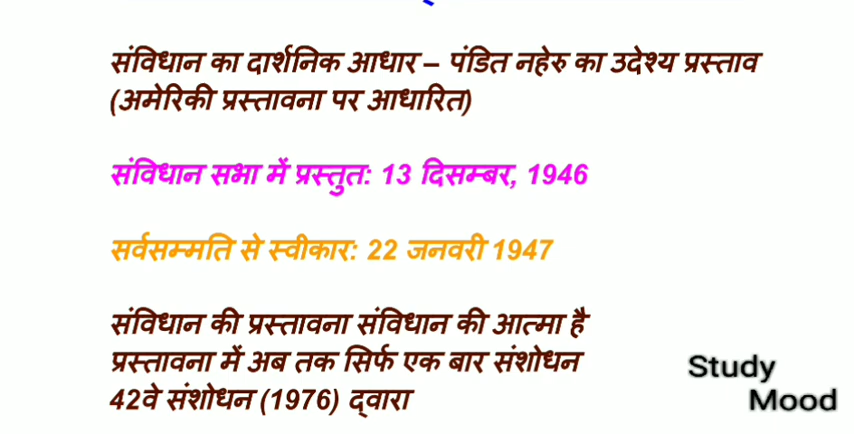 संविधान का दार्शनिक आधार – पंडित नहेरु का उदेश्य प्रस्ताव
(अमेरिकी प्रस्तावना पर आधारित)
संविधान सभा में प्रस्तुत: 13 दिसम्बर, 1946
सर्वसम्मति से स्वीकार: 22 जनवरी 1947
संविधान की प्रस्तावना संविधान की आत्मा है
प्रस्तावना में अब तक सिर्फ एक बार संशोधन
42वे संशोधन (1976) द्वारा
Study
Mood